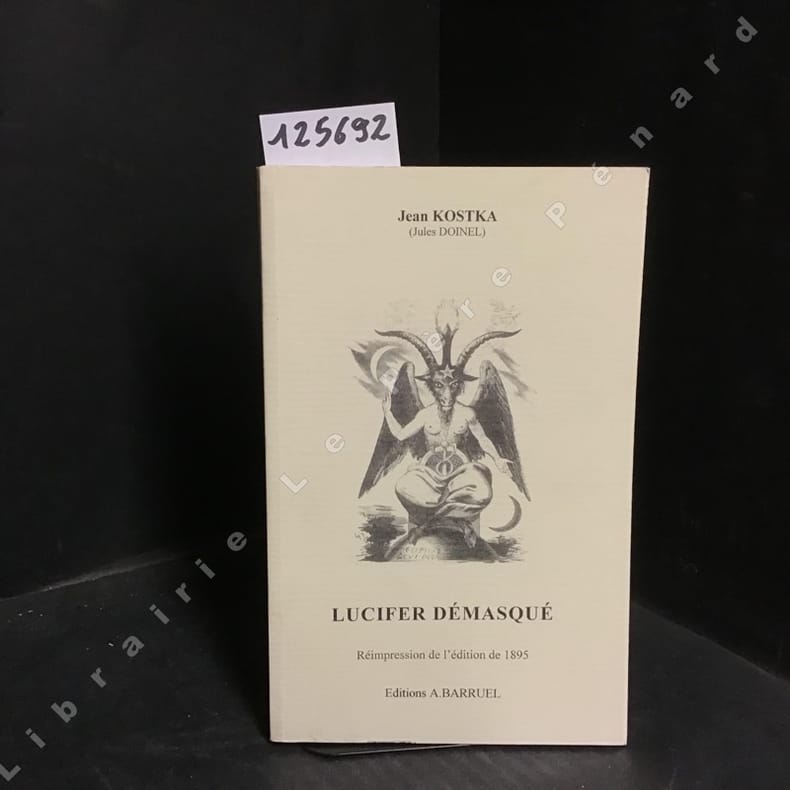 125692
Jean KOSTKA
(Jules DOINEL)
LUCIFER DÉMASQUÉ
Réimpression de l'édition de 1895
Editions A.BARRUEL
Librairie Le Père Pénard